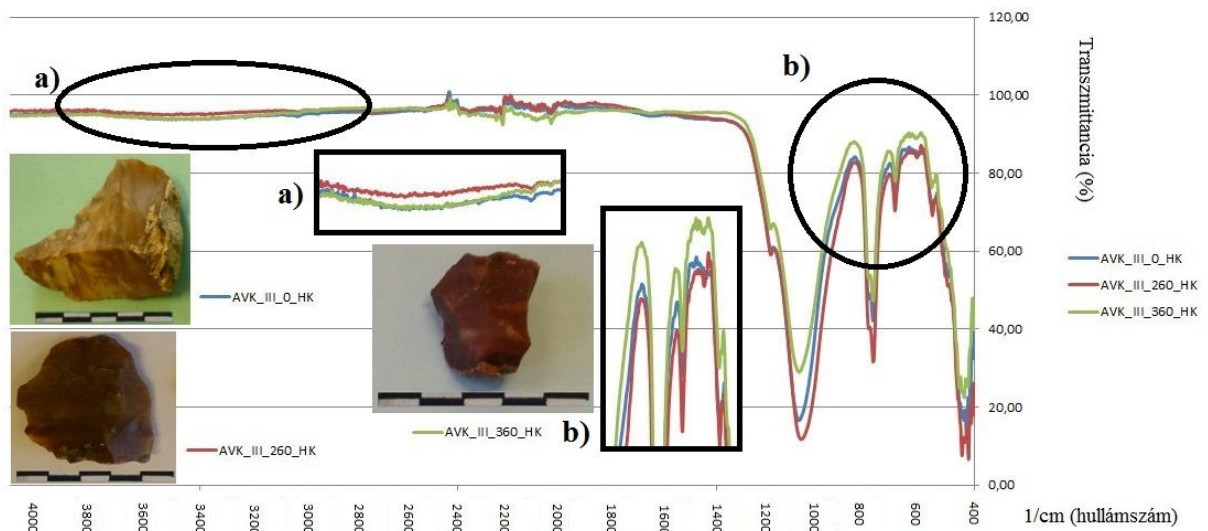 a)
b)
a)
b)
AVK_III_0_HK
AVK_III_260_HK
AVK_III_360_HK
120,00
100,00
80,00
60,00
40,00
20,00
0,00
Transzmittancia (%)
AVK_III_0_HK
AVK_III_260_HK
AVK_III_360_HK
4000 3800 3600 3400 3200 3000 2800 2600 2400 2200 2000 1800 1600 1400 1200 1000 800 600 400
1/cm (hullámszám)